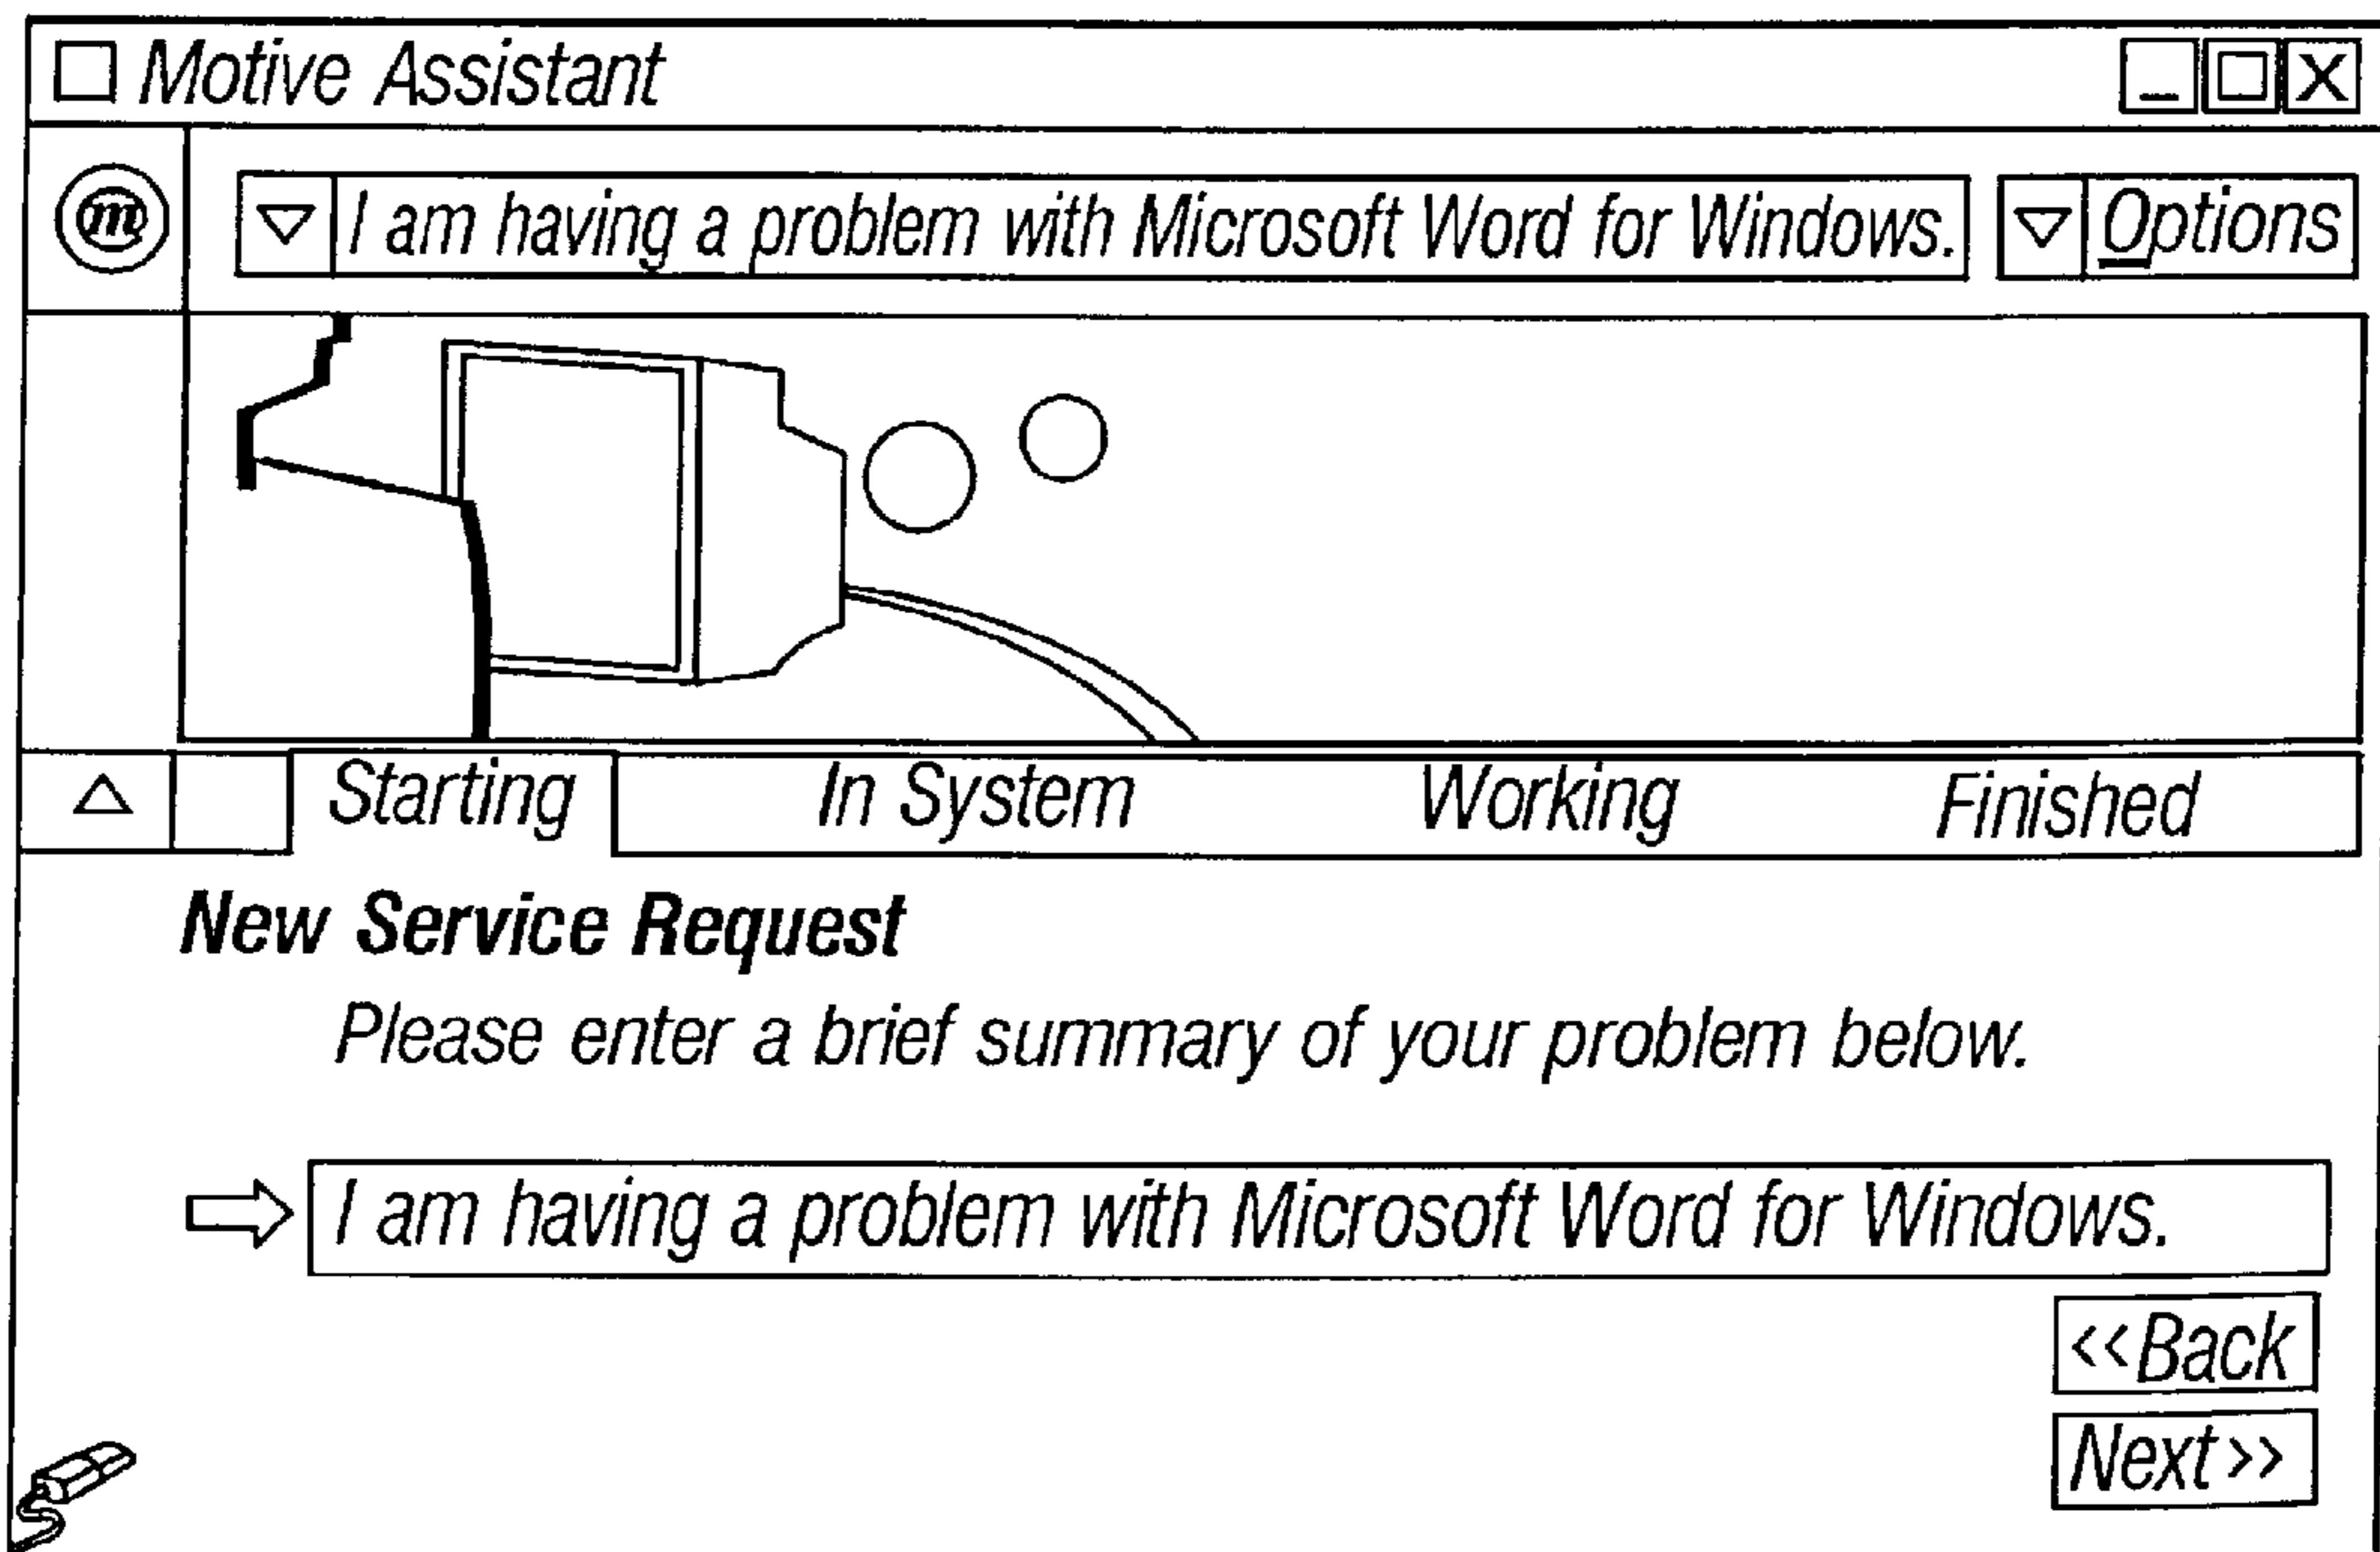 Motive Assistant
m
I am having a problem with Microsoft Word for Windows.
Options
Starting In System Working Finished
New Service Request
Please enter a brief summary of your problem below.
I am having a problem with Microsoft Word for Windows.
<<Back
Next>>